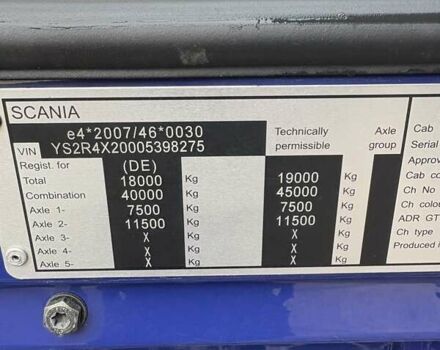 SCANIA
e4*2007/46*0030
VIN YS2R4X20005398275
Technically permissible Axle group
Regist. for (DE)
Total 18000 Kg 19000 Kg
Combination 40000 Kg 45000 Kg
Axle 1- 7500 Kg 7500 Kg
Axle 2- 11500 Kg 11500 Kg
Axle 3- X Kg X Kg
Axle 4- X Kg X Kg
Axle 5- X Kg X Kg
Cab
Serial
Approv
Cab co
Ch No
Ch colou
ADR GT
Ch type
Produced i